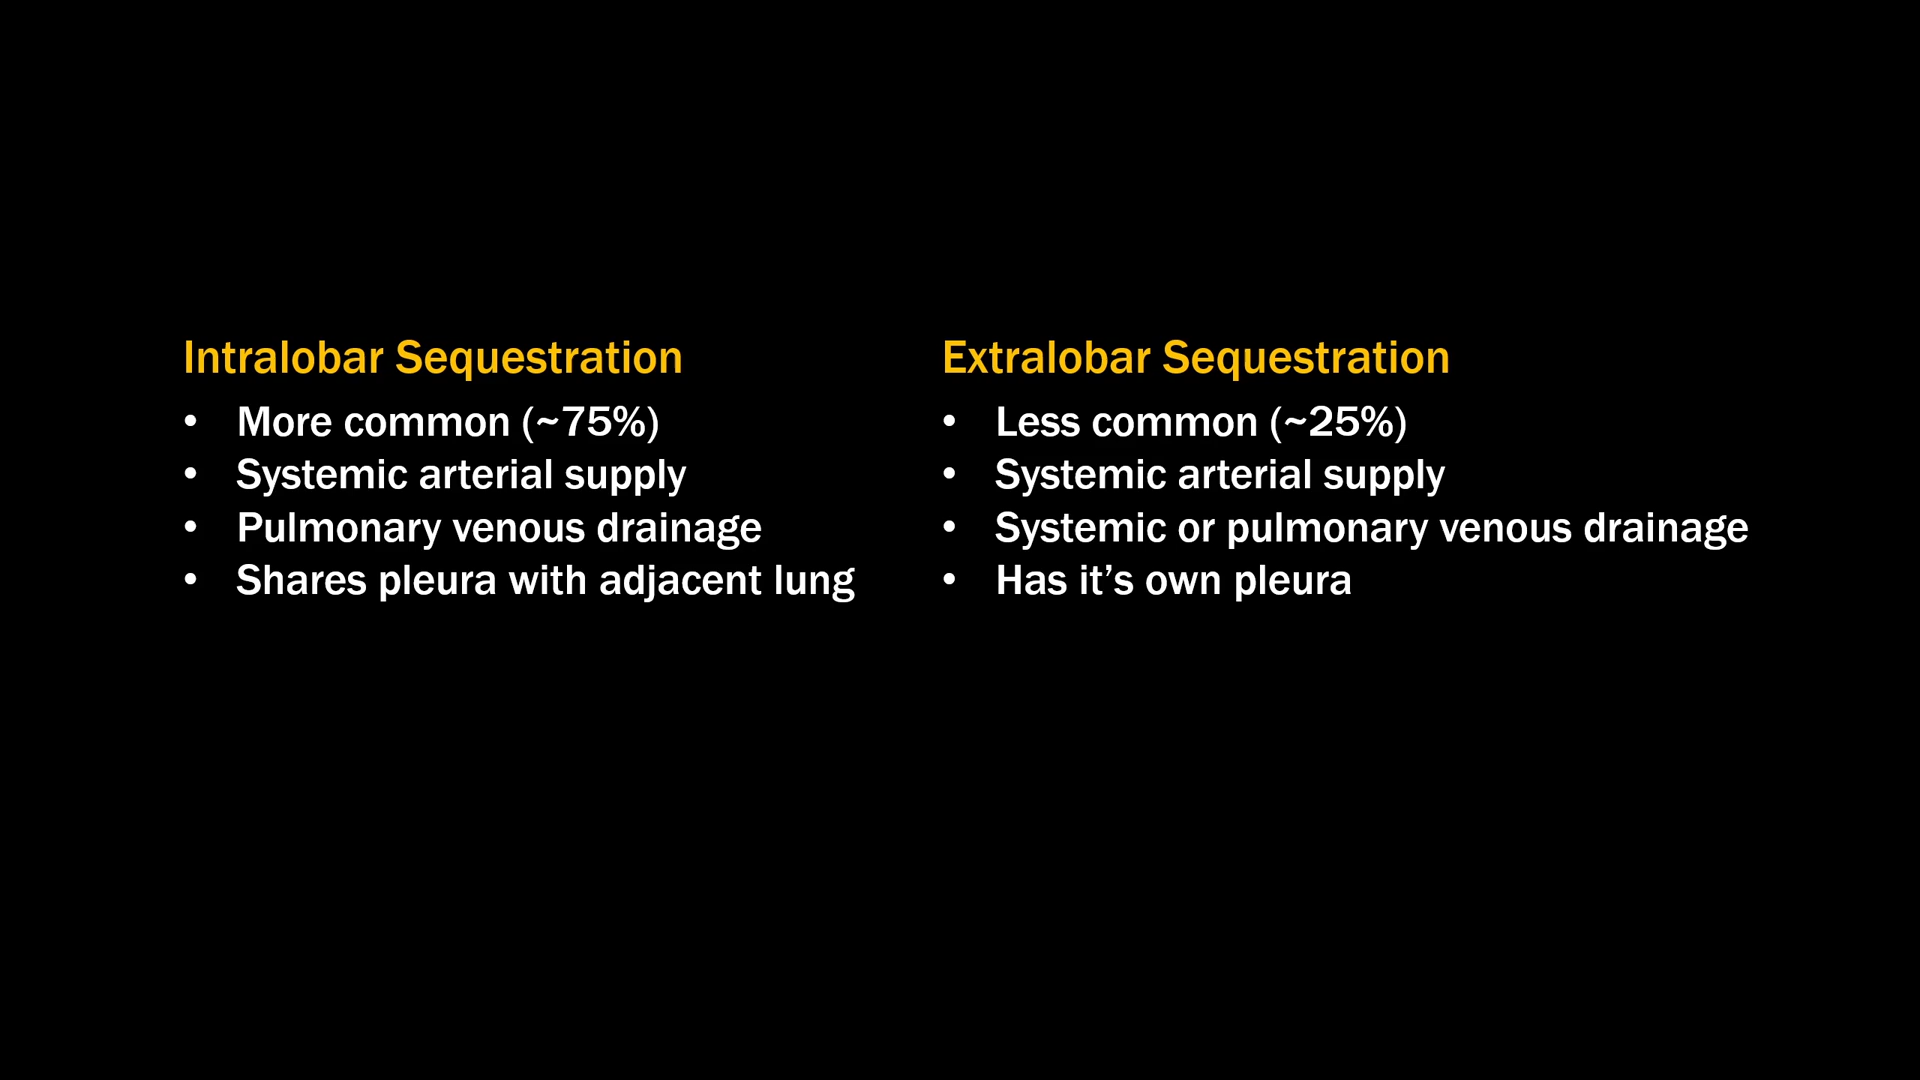 Intralobar Sequestration
• More common (~75%)
• Systemic arterial supply
• Pulmonary venous drainage
• Shares pleura with adjacent lung
Extralobar Sequestration
• Less common (~25%)
• Systemic arterial supply
• Systemic or pulmonary venous drainage
• Has it’s own pleura